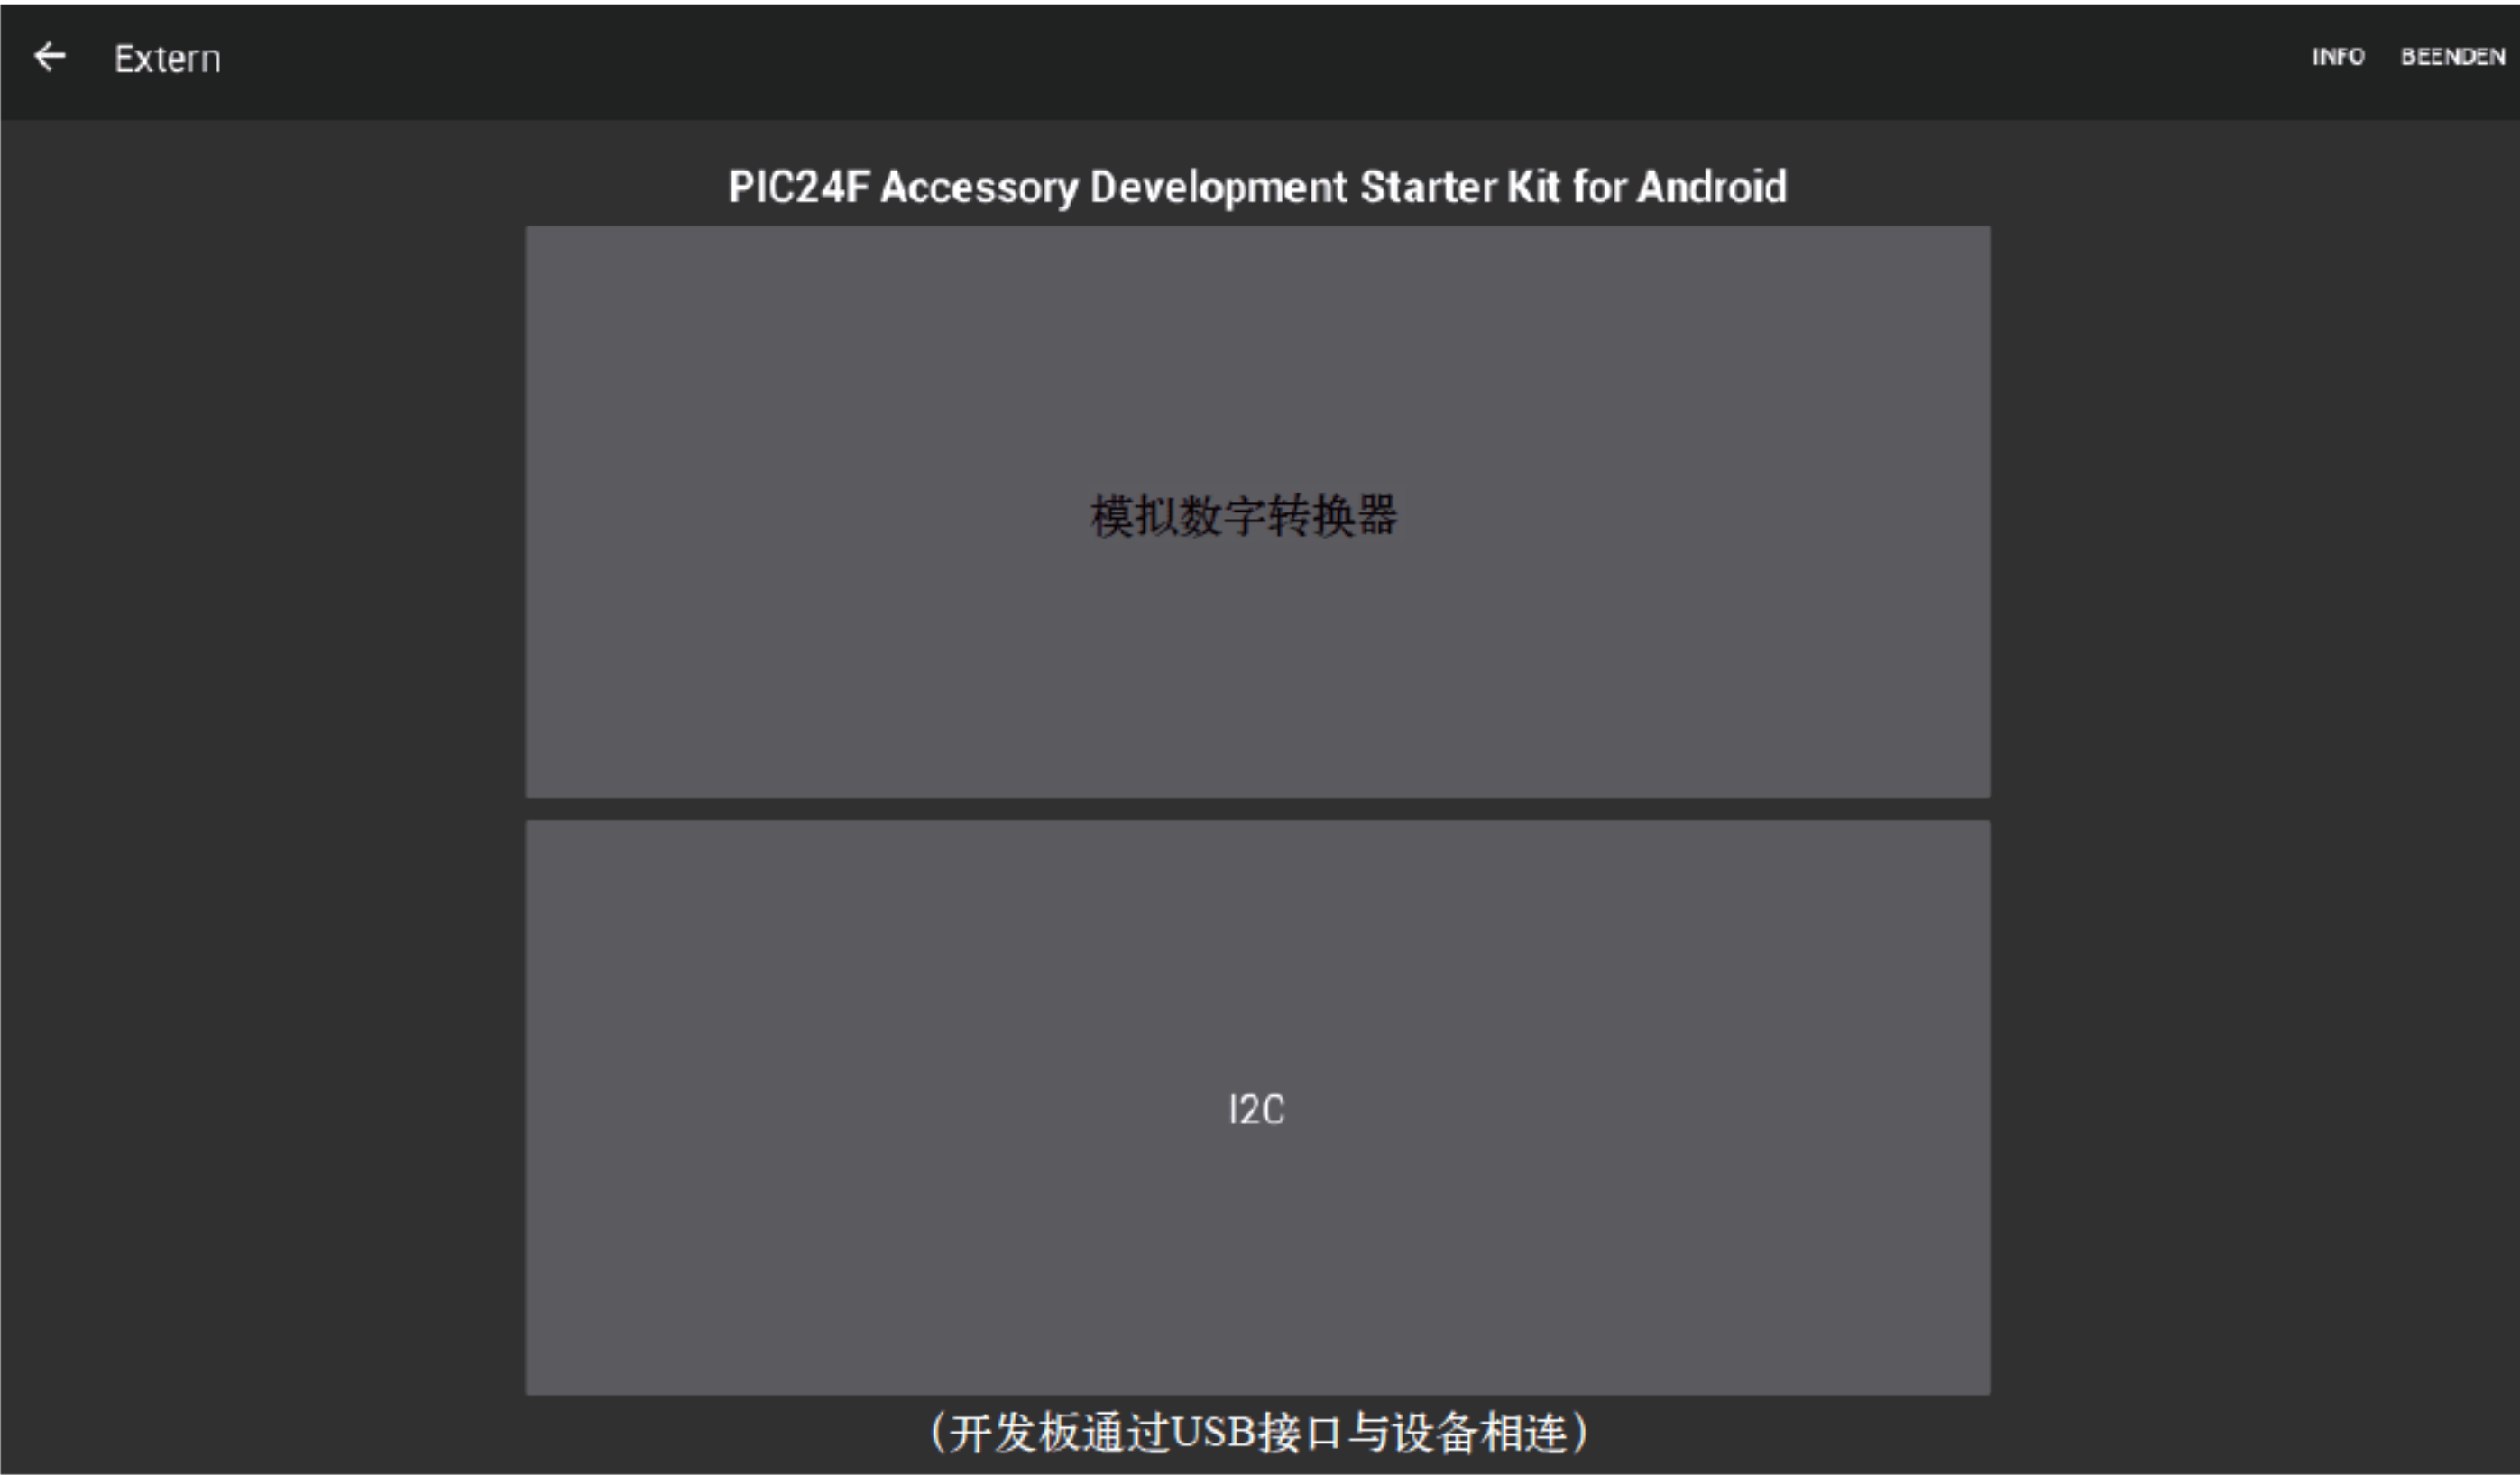 Extern
INFO BEENDEN
PIC24F Accessory Development Starter Kit for Android
模拟数字转换器
I2C
（开发板通过USB接口与设备相连）